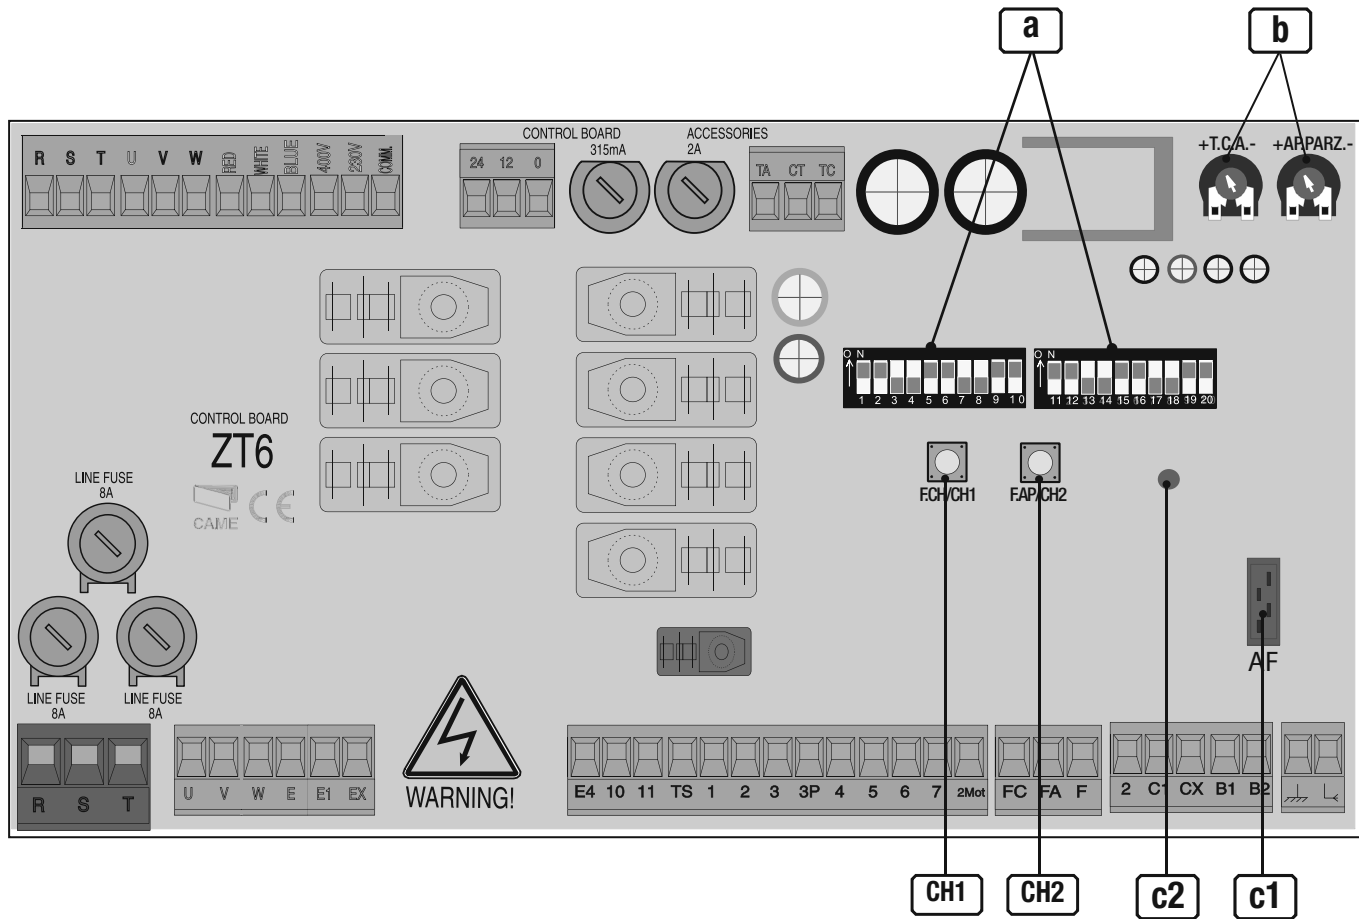 a b
CONTROL BOARD ACCESSORIES
315mA 2A
+T.C.A.- +AP.PARZ.-
R S T U V W RED WHITE BLUE 400V 230V COMM.
24 12 0
TA CT TC
O N
1 2 3 4 5 6 7 8 9 10
O N
11 12 13 14 15 16 17 18 19 20
CONTROL BOARD
ZT6
CAME CE
F.CH/CH1 F.AP/CH2
LINE FUSE
8A
LINE FUSE
8A
LINE FUSE
8A
AF
R S T
U V W E E1 EX
WARNING!
E4 10 11 TS 1 2 3 3P 4 5 6 7 2Mot
FC FA F
2 C1 CX B1 B2
CH1 CH2 c2 c1